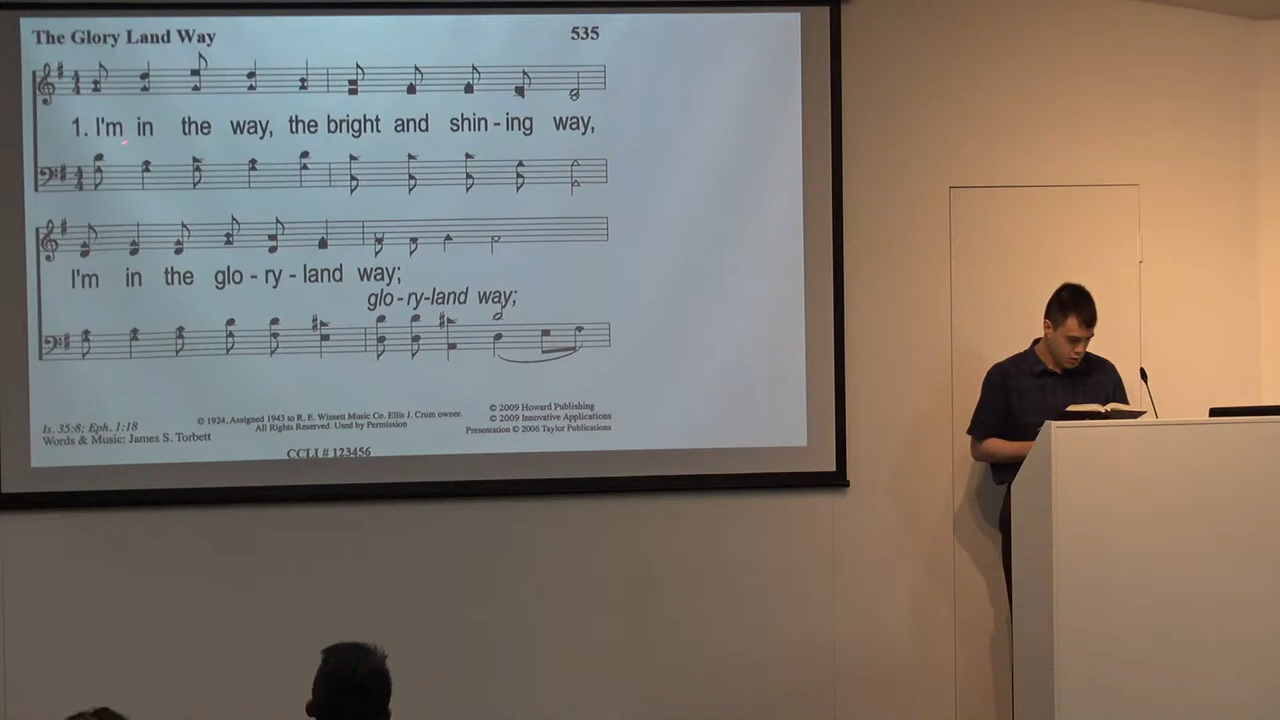 The Glory Land Way 535
1. I'm in the way, the bright and shin - ing way,
I'm in the glo - ry - land way;
glo - ry-land way;
Is. 35:8; Eph. 1:18
Words & Music: James S. Torbett
© 1924, Assigned 1943 to R. E. Winsett Music Co. Ellis J. Crum owner.
All Rights Reserved. Used by Permission
CCLI # 123456
© 2009 Howard Publishing
© 2009 Innovative Applications
Presentation © 2006 Taylor Publications